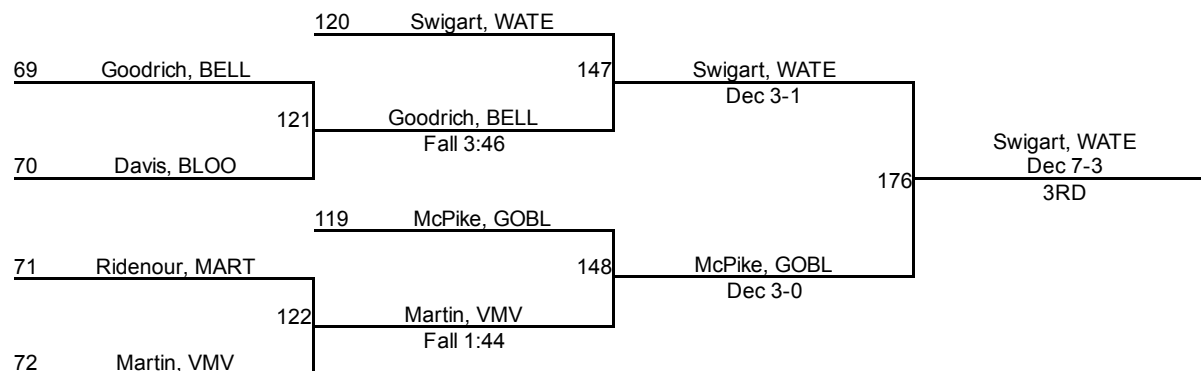 120 Swigart, WATE
69 Goodrich, BELL
147
Swigart, WATE
Dec 3-1
121
Goodrich, BELL
Fall 3:46
70 Davis, BLOO
Swigart, WATE
Dec 7-3
176
3RD
119 McPike, GOBL
71 Ridenour, MART
148
McPike, GOBL
Dec 3-0
122
Martin, VMV
Fall 1:44
72 Martin, VMV